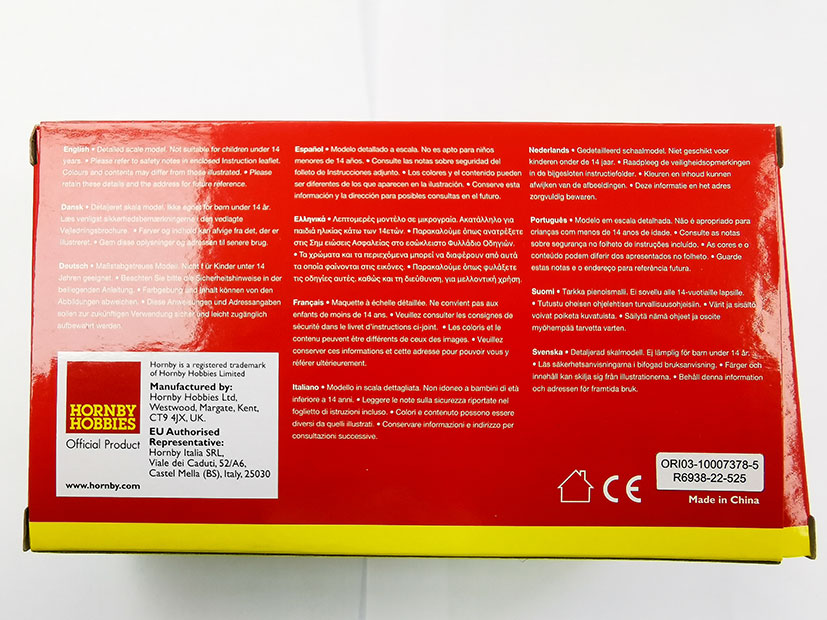 English • Detailed scale model. Not suitable for children under 14
years. • Please refer to safety notes in enclosed Instruction leaflet.
Colours and contents may differ from those illustrated. • Please
retain these details and the address for future reference.
Dansk • Detaljeret skala model. Ikke egnet for børn under 14 år.
Læs venligst sikkerhedsbemærkningerne i den vedlagte
Vejledningsbrochure. • Farver og indhold kan afvige fra det, der er
illustreret. • Gem disse oplysninger og adressen til senere brug.
Deutsch • Maßstabgetreues Model. Nicht für Kinder unter 14
Jahren geeignet. • Beachten Sie bitte die Sicherheitshinweise in der
beiliegenden Anleitung. • Farbgebung und Inhalt können von den
Abbildungen abweichen. • Diese Anweisungen und Adressangaben
sollen zur zukünftigen Verwendung sicher und leicht zugänglich
aufbewahrt werden.
HORNBY
HOBBIES
Official Product
www.hornby.com
Hornby is a registered trademark
of Hornby Hobbies Limited
Manufactured by:
Hornby Hobbies Ltd,
Westwood, Margate, Kent,
CT9 4JX, UK.
EU Authorised
Representative:
Hornby Italia SRL,
Viale dei Caduti, 52/A6,
Castel Mella (BS), Italy, 25030
Español • Modelo detallado a escala. No es apto para niños
menores de 14 años. • Consulte las notas sobre seguridad del
folleto de Instrucciones adjunto. • Los colores y el contenido pueden
ser diferentes de los que aparecen en la ilustración. • Conserve esta
información y la dirección para posibles consultas en el futuro.
Ελληνικά • Λεπτομερές μοντέλο σε μικρογραφία. Ακατάλληλο για
παιδιά ηλικίας κάτω των 14ετών. • Παρακαλούμε όπως ανατρέξετε
στις Σημ ειώσεις Ασφαλείας στο εσώκλειστο Φυλλάδιο Οδηγιών.
• Τα χρώματα και τα περιεχόμενα μπορεί να διαφέρουν από αυτά
τα οποία φαίνονται στις εικόνες. • Παρακαλούμε όπως φυλάξετε
τις οδηγίες αυτές, καθώς και τη διεύθυνση, για μελλοντική χρήση.
Français • Maquette à échelle détaillée. Ne convient pas aux
enfants de moins de 14 ans. • Veuillez consulter les consignes de
sécurité dans le livret d'instructions ci-joint. • Les coloris et le
contenu peuvent être différents de ceux des images. • Veuillez
conserver ces informations et cette adresse pour pouvoir vous y
référer ultérieurement.
Italiano • Modello in scala dettagliata. Non idoneo a bambini di età
inferiore a 14 anni. • Leggere le note sulla sicurezza riportate nel
foglietto di istruzioni incluso. • Colori e contenuto possono essere
diversi da quelli illustrati. • Conservare informazioni e indirizzo per
consultazioni successive.
Nederlands • Gedetailleerd schaalmodel. Niet geschikt voor
kinderen onder de 14 jaar. • Raadpleeg de veiligheidsopmerkingen
in de bijgesloten instructiefolder. • Kleuren en inhoud kunnen
afwijken van de afbeeldingen. • Deze informatie en het adres
zorgvuldig bewaren.
Português • Modelo em escala detalhada. Não é apropriado para
crianças com menos de 14 anos de idade. • Consulte as notas
sobre segurança no folheto de instruções incluído. • As cores e o
conteúdo podem diferir dos apresentados no folheto. • Guarde
estas notas e o endereço para referência futura.
Suomi • Tarkka pienoismalli. Ei sovellu alle 14-vuotiaille lapsille.
• Tutustu oheisen ohjelehtisen turvallisuusohjeisiin. • Värit ja sisältö
voivat poiketa kuvatuista. • Säilytä nämä ohjeet ja osoite
myöhempää tarvetta varten.
Svenska • Detaljerad skalmodell. Ej lämplig för barn under 14 år.
• Läs säkerhetsanvisningarna i bifogad bruksanvisning. • Färger och
innehåll kan skilja sig från illustrationerna. • Behåll denna information
och adressen för framtida bruk.
CE
ORI03-10007378-5
R6938-22-525
Made in China